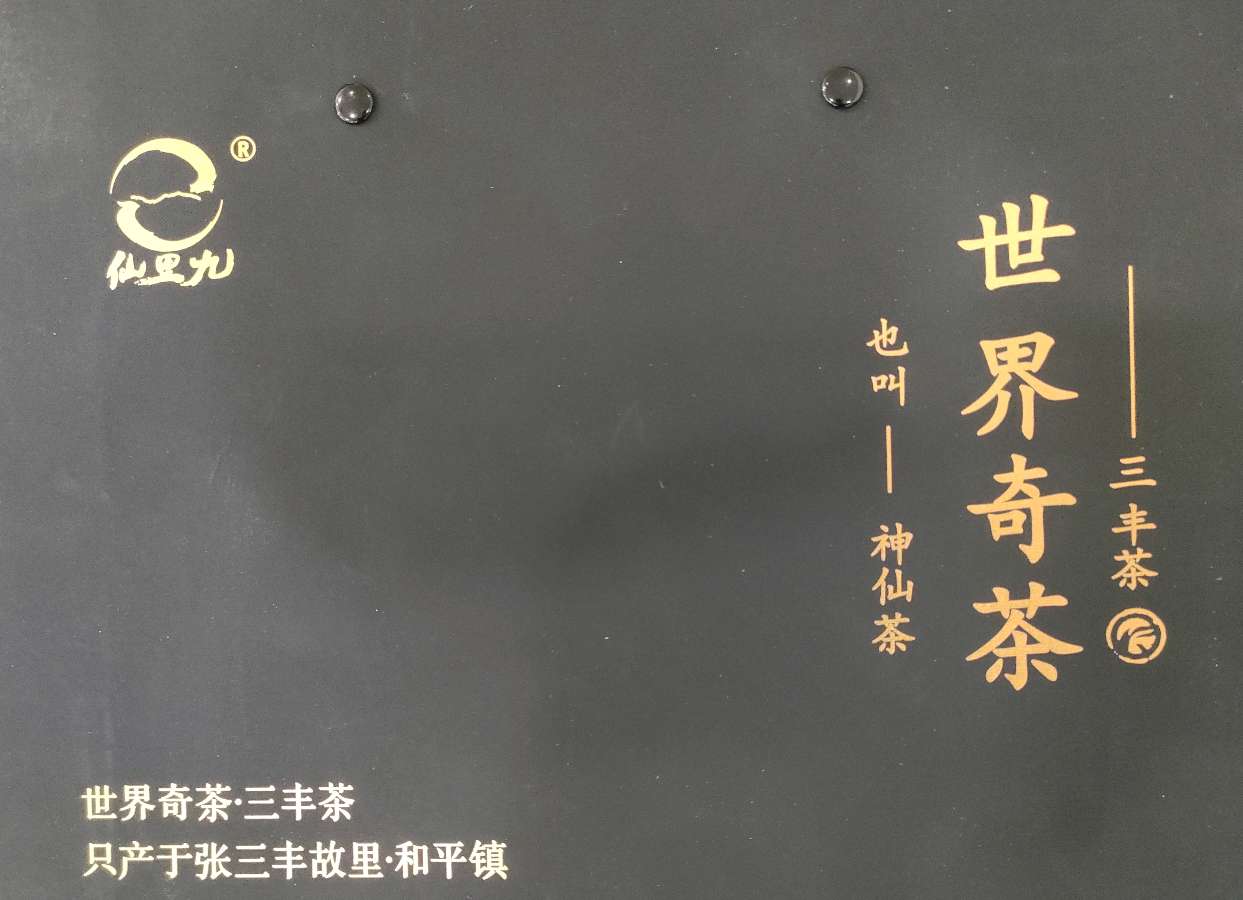 ®
仙里九
世界奇茶
——三丰茶
也叫——神仙茶
世界奇茶·三丰茶
只产于张三丰故里·和平镇